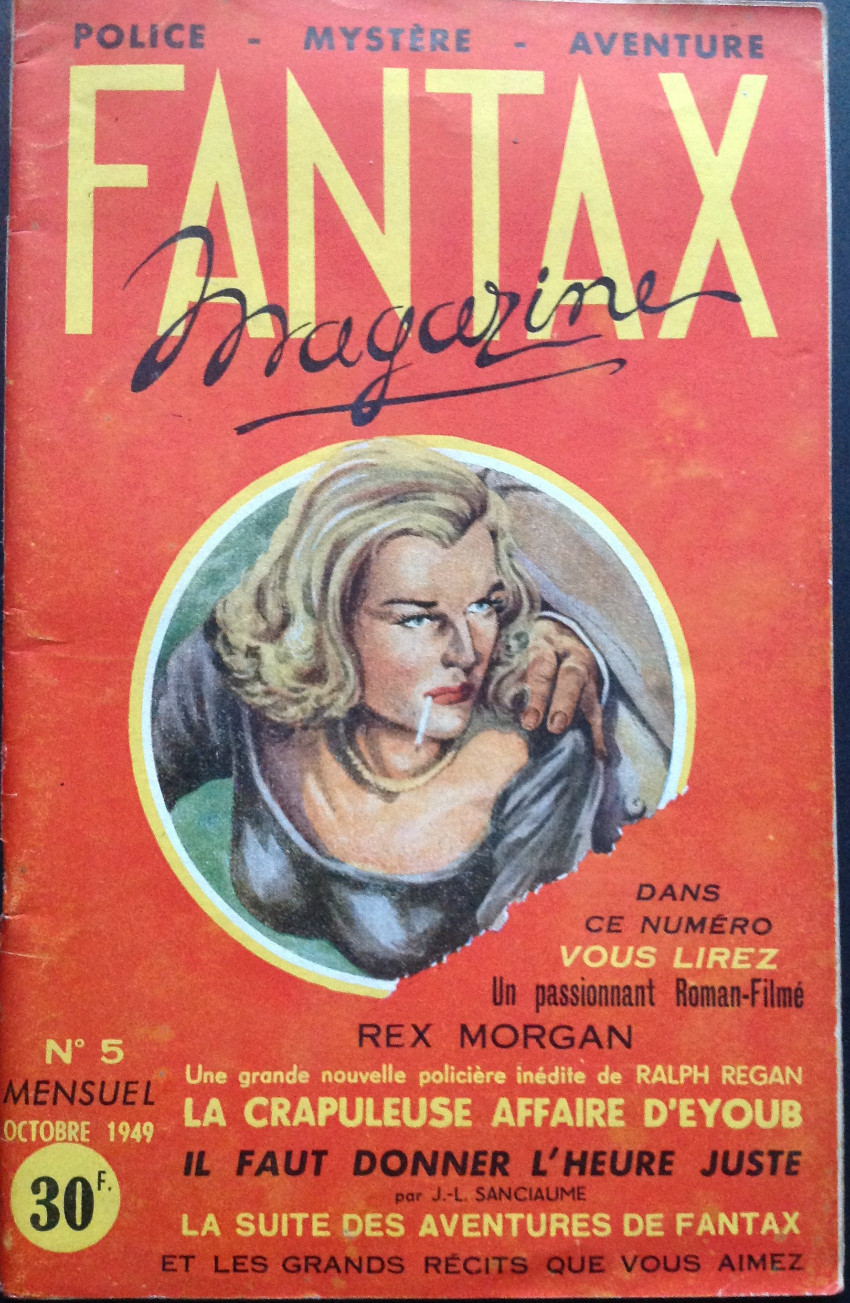 POLICE - MYSTÈRE - AVENTURE
FANTAX
Magazine
DANS
CE NUMÉRO
VOUS LIREZ
Un passionnant Roman-Filmé
REX MORGAN
N° 5
MENSUEL
OCTOBRE 1949
30F.
Une grande nouvelle policière inédite de RALPH REGAN
LA CRAPULEUSE AFFAIRE D'EYOUB
IL FAUT DONNER L'HEURE JUSTE
par J.-L. SANCIAUME
LA SUITE DES AVENTURES DE FANTAX
ET LES GRANDS RÉCITS QUE VOUS AIMEZ